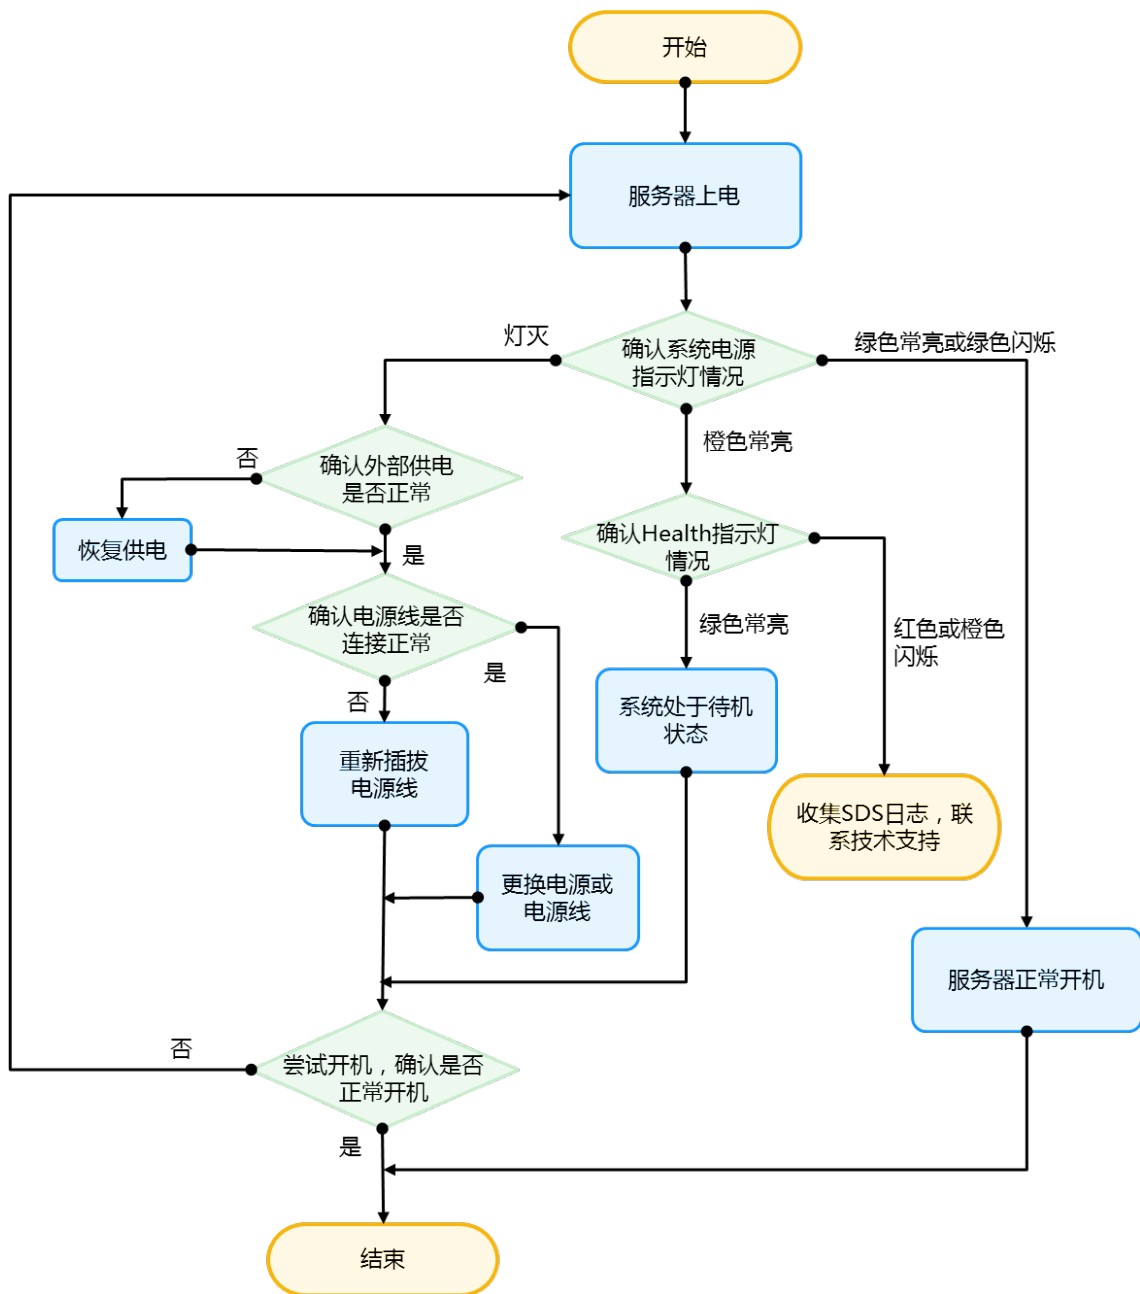 开始
服务器上电
灯灭
确认系统电源
指示灯情况
绿色常亮或绿色闪烁
橙色常亮
否
确认外部供电
是否正常
恢复供电
是
确认Health指示灯
情况
确认电源线是否
连接正常
绿色常亮
红色或橙色
闪烁
是
否
系统处于待机
状态
重新插拔
电源线
收集SDS日志，联
系技术支持
更换电源或
电源线
服务器正常开机
否
尝试开机，确认是否
正常开机
是
结束